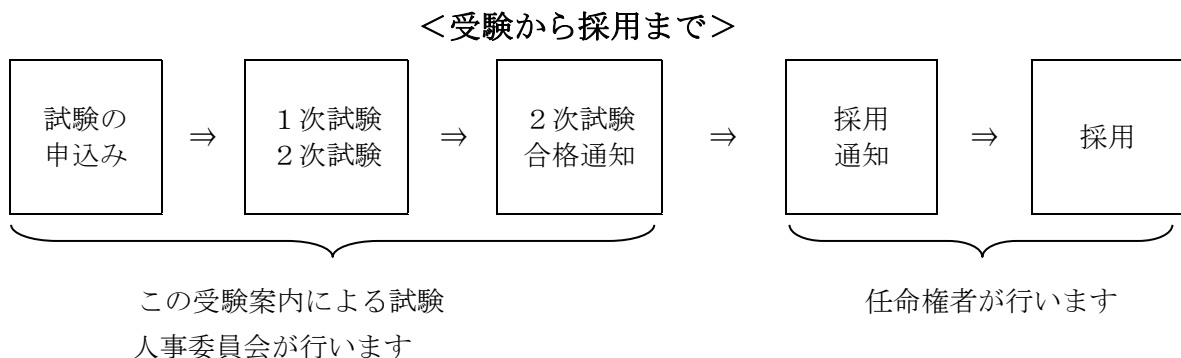 ＜受験から採用まで＞
試験の
申込み
⇒
１次試験
２次試験
⇒
２次試験
合格通知
⇒
採用
通知
⇒
採用
この受験案内による試験
人事委員会が行います
任命権者が行います